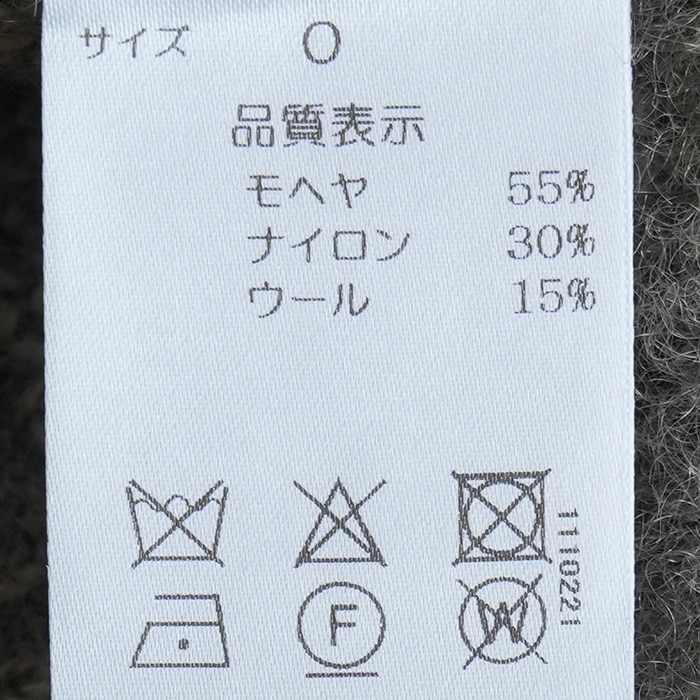 サイズ 0
品質表示
モヘヤ 55%
ナイロン 30%
ウール 15%
1110221
F
W